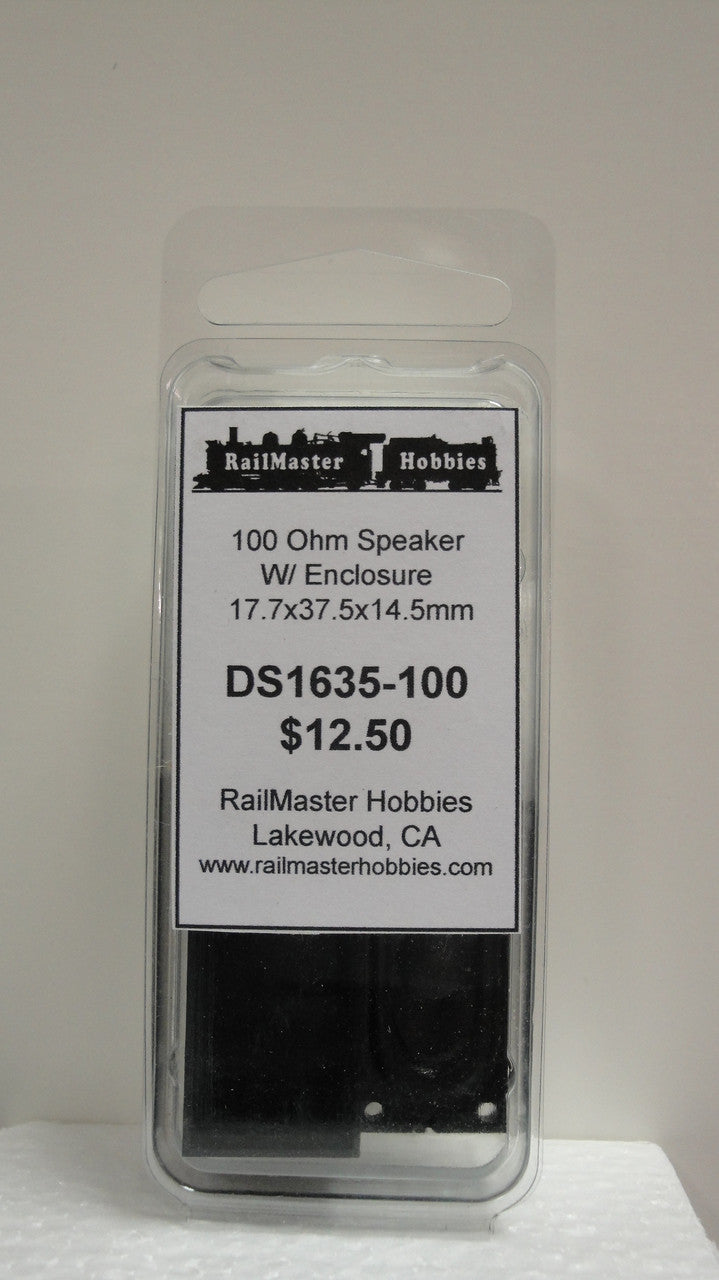 RailMaster Hobbies
100 Ohm Speaker
W/ Enclosure
17.7x37.5x14.5mm
DS1635-100
$12.50
RailMaster Hobbies
Lakewood, CA
www.railmasterhobbies.com